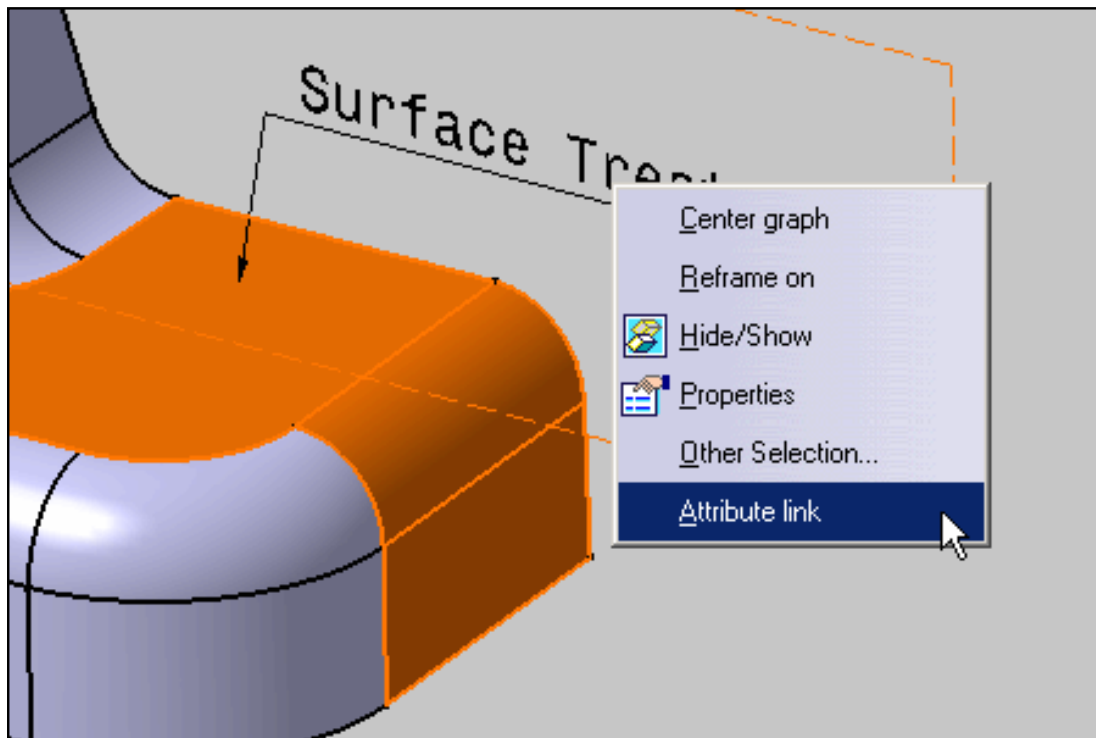 Surface
Center graph
Reframe on
Hide/Show
Properties
Other Selection...
Attribute link